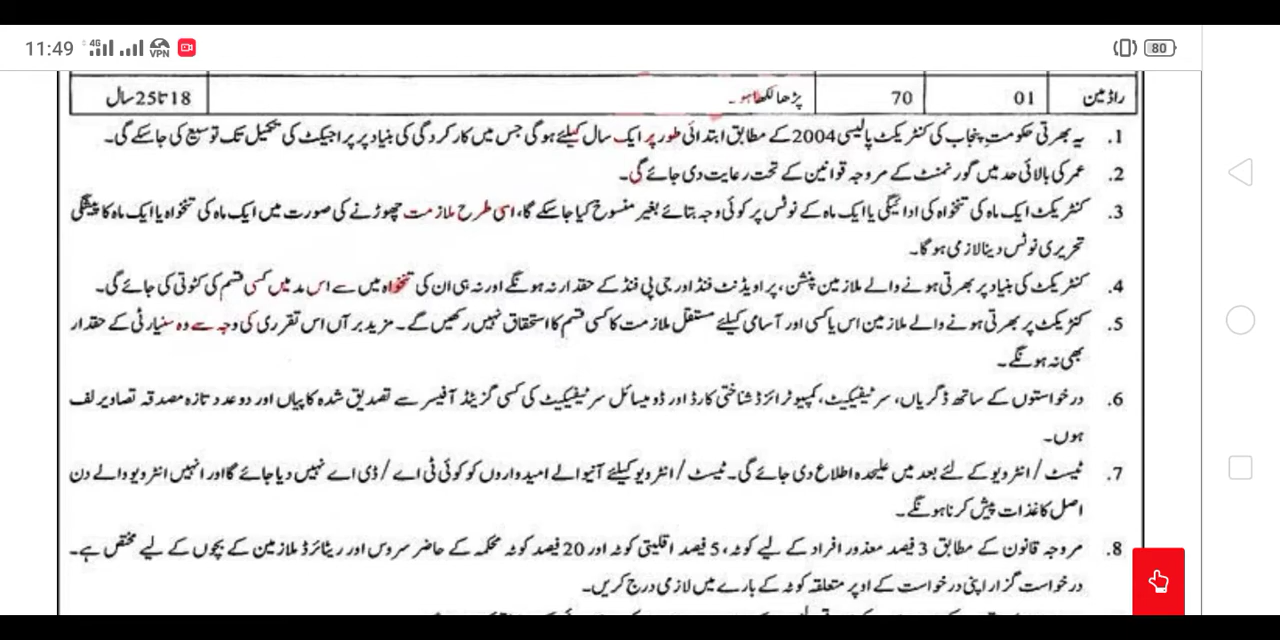 11:49 4G VPN 80
راڈمین 01 70 پڑھا لکھا ہو۔ 18 تا 25 سال
1. یہ بھرتی حکومتِ پنجاب کی کنٹریکٹ پالیسی 2004 کے مطابق ابتدائی طور پر ایک سال کیلئے ہو گی جس میں کارکردگی کی بنیاد پر پراجیکٹ کی تکمیل تک توسیع کی جا سکے گی۔
2. عمر کی بالائی حد میں گورنمنٹ کے مروجہ قوانین کے تحت رعایت دی جائے گی۔
3. کنٹریکٹ ایک ماہ کی تنخواہ کی ادائیگی یا ایک ماہ کے نوٹس پر کوئی وجہ بتائے بغیر منسوخ کیا جا سکے گا، اسی طرح ملازمت چھوڑنے کی صورت میں ایک ماہ کی تنخواہ یا ایک ماہ کا پیشگی
تحریری نوٹس دینا لازمی ہو گا۔
4. کنٹریکٹ کی بنیاد پر بھرتی ہونے والے ملازمین پنشن، پراویڈنٹ فنڈ اور جی پی فنڈ کے حقدار نہ ہونگے اور نہ ہی ان کی تنخواہ میں سے اس مد میں کسی قسم کی کٹوتی کی جائے گی۔
5. کنٹریکٹ پر بھرتی ہونے والے ملازمین اس یا کسی اور آسامی کیلئے مستقل ملازمت کا کسی قسم کا استحقاق نہیں رکھیں گے۔ مزید برآں اس تقرری کی وجہ سے وہ سنیارٹی کے حقدار
بھی نہ ہونگے۔
6. درخواستوں کے ساتھ ڈگریاں، سرٹیفیکیٹ، کمپیوٹرائزڈ شناختی کارڈ اور ڈومیسائل سرٹیفیکیٹ کی کسی گزیٹڈ آفیسر سے تصدیق شدہ کاپیاں اور دو عدد تازہ مصدقہ تصاویر لف
ہوں۔
7. ٹیسٹ / انٹرویو کے لئے بعد میں علیحدہ اطلاع دی جائے گی۔ ٹیسٹ / انٹرویو کیلئے آنیوالے امیدواروں کو کوئی ٹی اے / ڈی اے نہیں دیا جائے گا اور انہیں انٹرویو والے دن
اصل کاغذات پیش کرنا ہونگے۔
8. مروجہ قانون کے مطابق 3 فیصد معذور افراد کے لیے کوٹہ، 5 فیصد اقلیتی کوٹہ اور 20 فیصد کوٹہ محکمہ کے حاضر سروس اور ریٹائرڈ ملازمین کے بچوں کے لیے مختص ہے۔
درخواست گزار اپنی درخواست کے اوپر متعلقہ کوٹہ کے بارے میں لازمی درج کریں۔